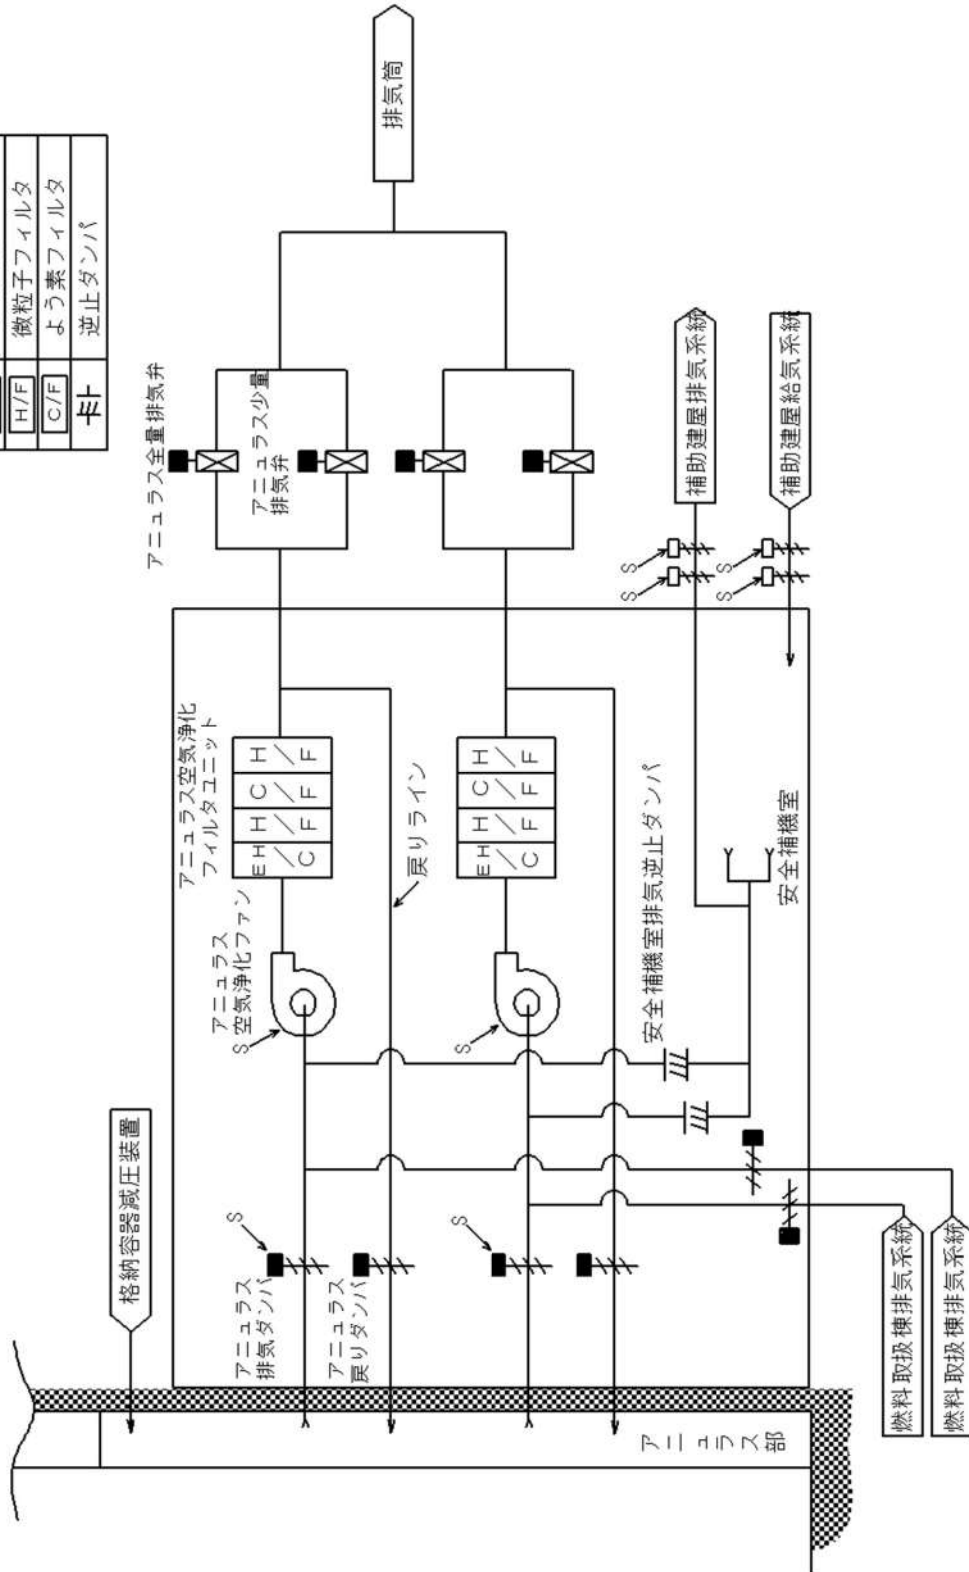 H/F 微粒子フィルタ
C/F よう素フィルタ
逆止ダンパ
排気筒
アニュラス全量排気弁
アニュラス少量
排気弁
補助建屋排気系統
補助建屋給気系統
S
S
S
S
アニュラス空気浄化
フィルタユニット
EH/C
H/F
C/F
H/F
アニュラス
空気浄化ファン
S
戻りライン
EH/C
H/F
C/F
H/F
S
安全補機室排気逆止ダンパ
安全補機室
格納容器減圧装置
S
アニュラス
排気ダンパ
アニュラス
戻りダンパ
S
アニュラス部
燃料取扱棟排気系統
燃料取扱棟排気系統